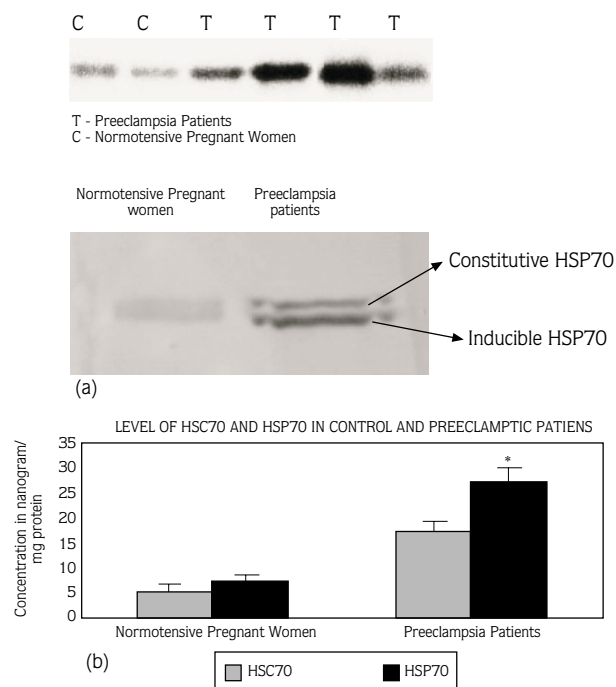 C C T T T T
T - Preeclampsia Patients
C - Normotensive Pregnant Women
Normotensive Pregnant women
Preeclampsia patients
Constitutive HSP70
Inducible HSP70
(a)
LEVEL OF HSC70 AND HSP70 IN CONTROL AND PREECLAMPTIC PATIENS
Concentration in nanogram/
mg protein
35
30
25
20
15
10
5
0
*
Normotensive Pregnant Women Preeclampsia Patients
(b)
HSC70 HSP70